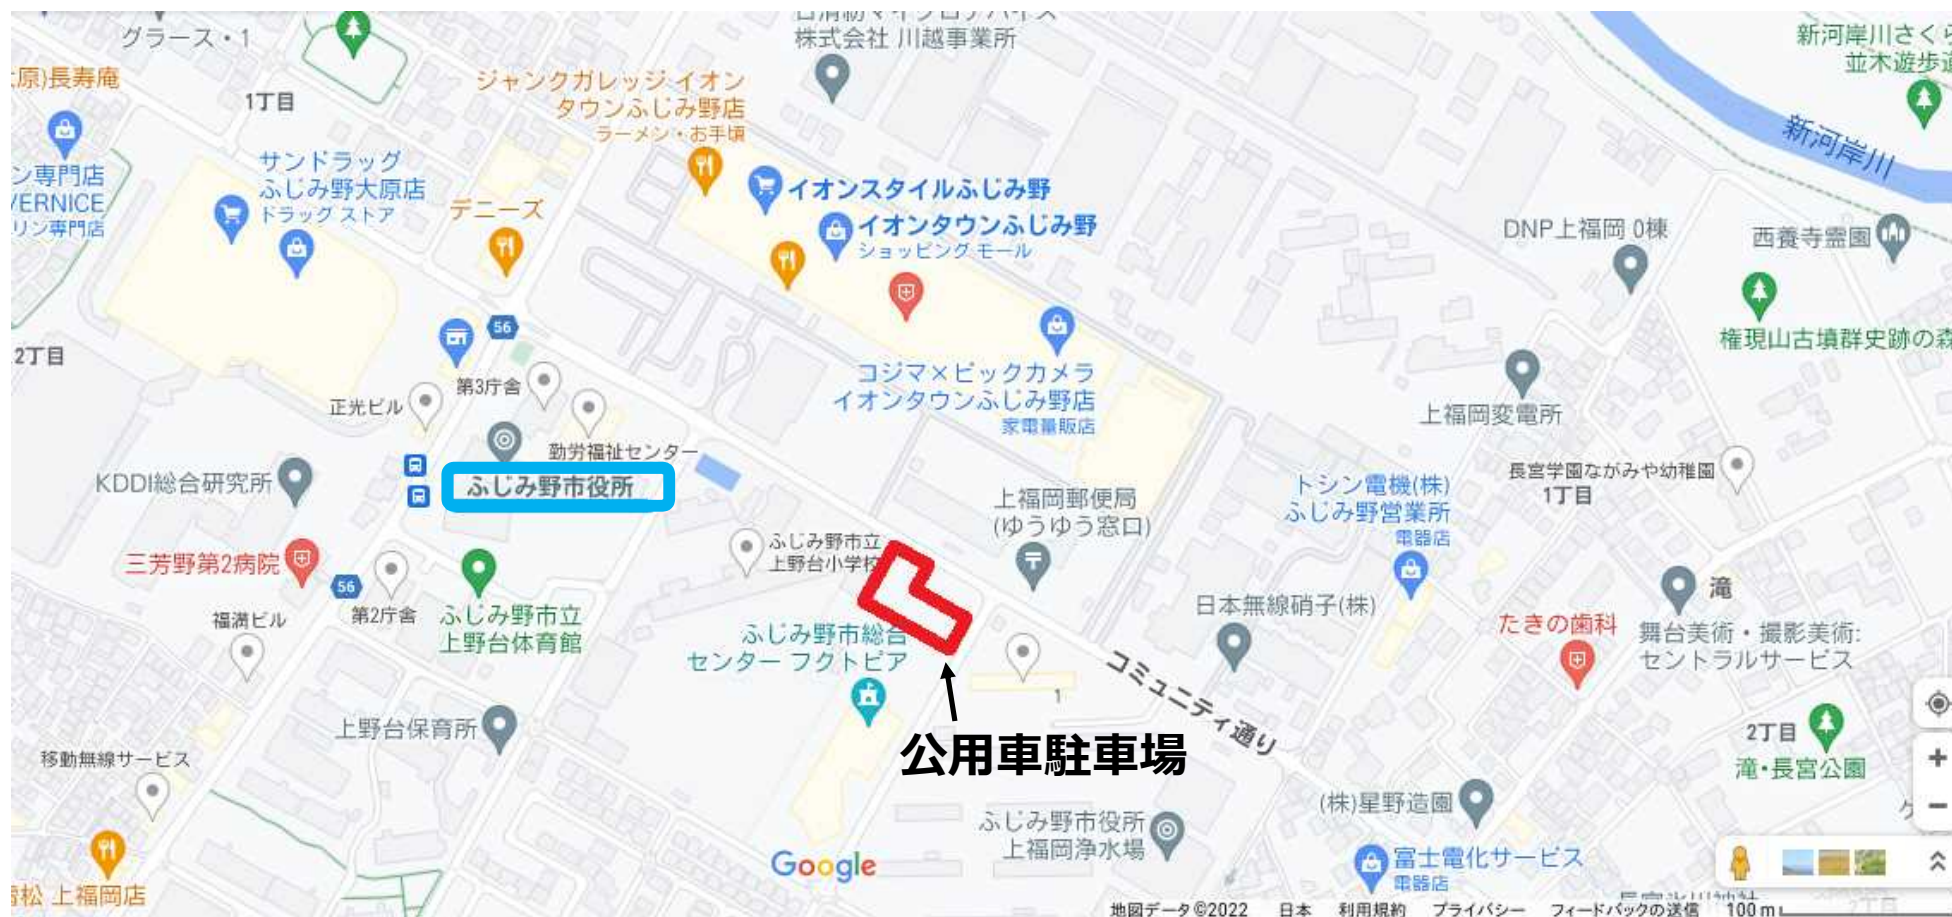 グラース・1
株式会社 川越事業所
新河岸川さくら
並木遊歩道
原)長寿庵
1丁目
ジャンクガレッジ イオン
タウンふじみ野店
ラーメン・お手頃
新河岸川
ン専門店
VERNICE
リン専門店
サンドラッグ
ふじみ野大原店
ドラッグ ストア
デニーズ
イオンスタイルふじみ野
イオンタウンふじみ野
ショッピング モール
DNP上福岡 0棟
西養寺霊園
権現山古墳群史跡の森
56
2丁目
第3庁舎
正光ビル
コジマ×ビックカメラ
イオンタウンふじみ野店
家電量販店
上福岡変電所
勤労福祉センター
KDDI総合研究所
ふじみ野市役所
上福岡郵便局
(ゆうゆう窓口)
トシン電機(株)
ふじみ野営業所
電器店
長宮学園ながみや幼稚園
1丁目
ふじみ野市立
上野台小学校
三芳野第2病院
56
第2庁舎
福満ビル
ふじみ野市立
上野台体育館
ふじみ野市総合
センター フクトピア
日本無線硝子(株)
たきの歯科
滝
舞台美術・撮影美術:
セントラルサービス
コミュニティ通り
1
上野台保育所
公用車駐車場
移動無線サービス
2丁目
滝・長宮公園
(株)星野造園
ふじみ野市役所
上福岡浄水場
富士電化サービス
電器店
松 上福岡店
Google
地図データ ©2022 日本 利用規約 プライバシー フィードバックの送信 100 m